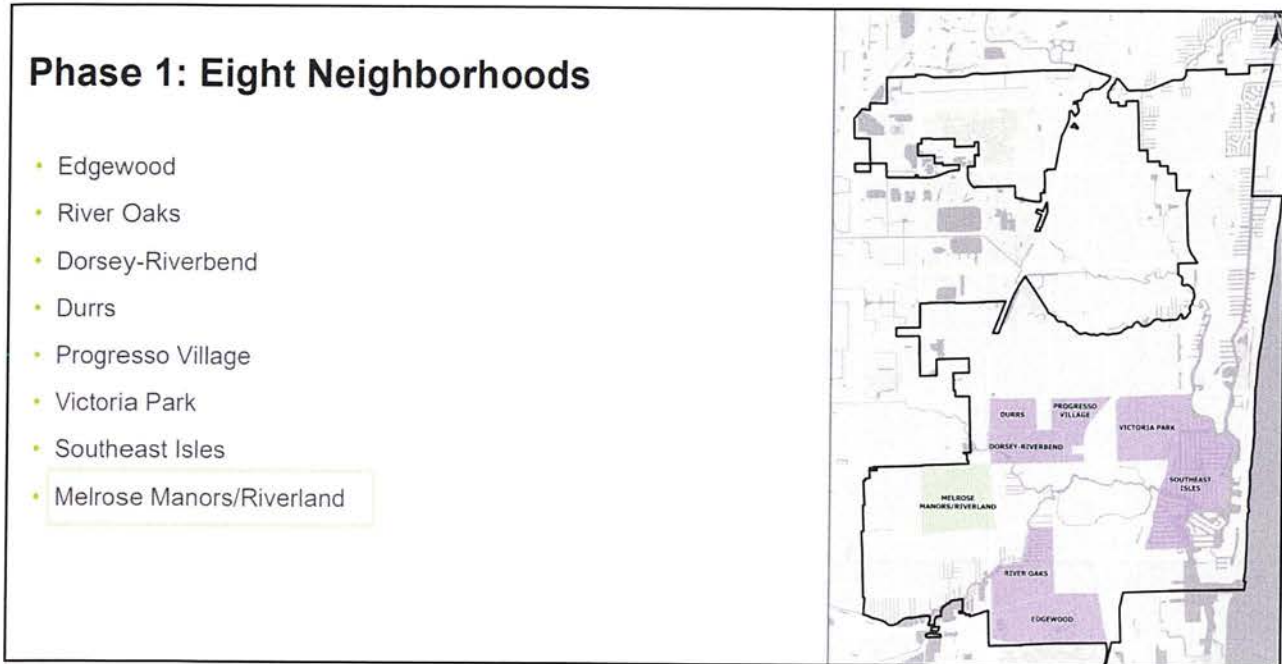 Phase 1: Eight Neighborhoods
• Edgewood
• River Oaks
• Dorsey-Riverbend
• Durrs
• Progresso Village
• Victoria Park
• Southeast Isles
• Melrose Manors/Riverland
DURRS
PROGRESSO
VILLAGE
VICTORIA PARK
DORSEY-RIVERBEND
SOUTHEAST
ISLES
MELROSE
MANORS/RIVERLAND
RIVER OAKS
EDGEWOOD